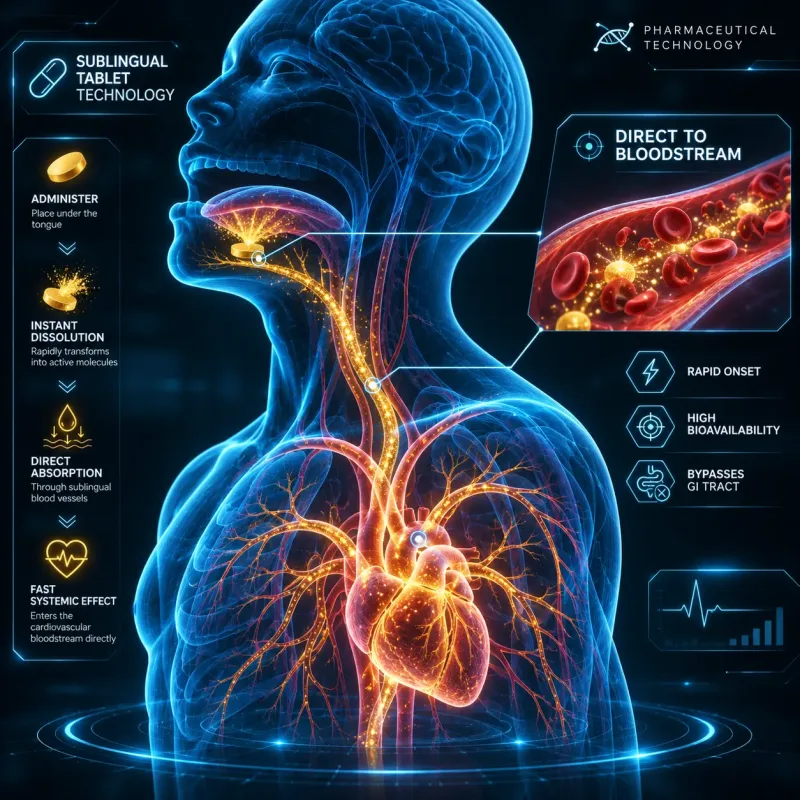 SUBLINGUAL
TABLET
TECHNOLOGY
PHARMACEUTICAL
TECHNOLOGY
ADMINISTER
Place under the
tongue
INSTANT
DISSOLUTION
Rapidly transforms
into active molecules
DIRECT
ABSORPTION
Through sublingual
blood vessels
FAST
SYSTEMIC EFFECT
Enters the
cardiovascular
bloodstream directly
DIRECT TO
BLOODSTREAM
RAPID ONSET
HIGH
BIOAVAILABILITY
BYPASSES
GI TRACT